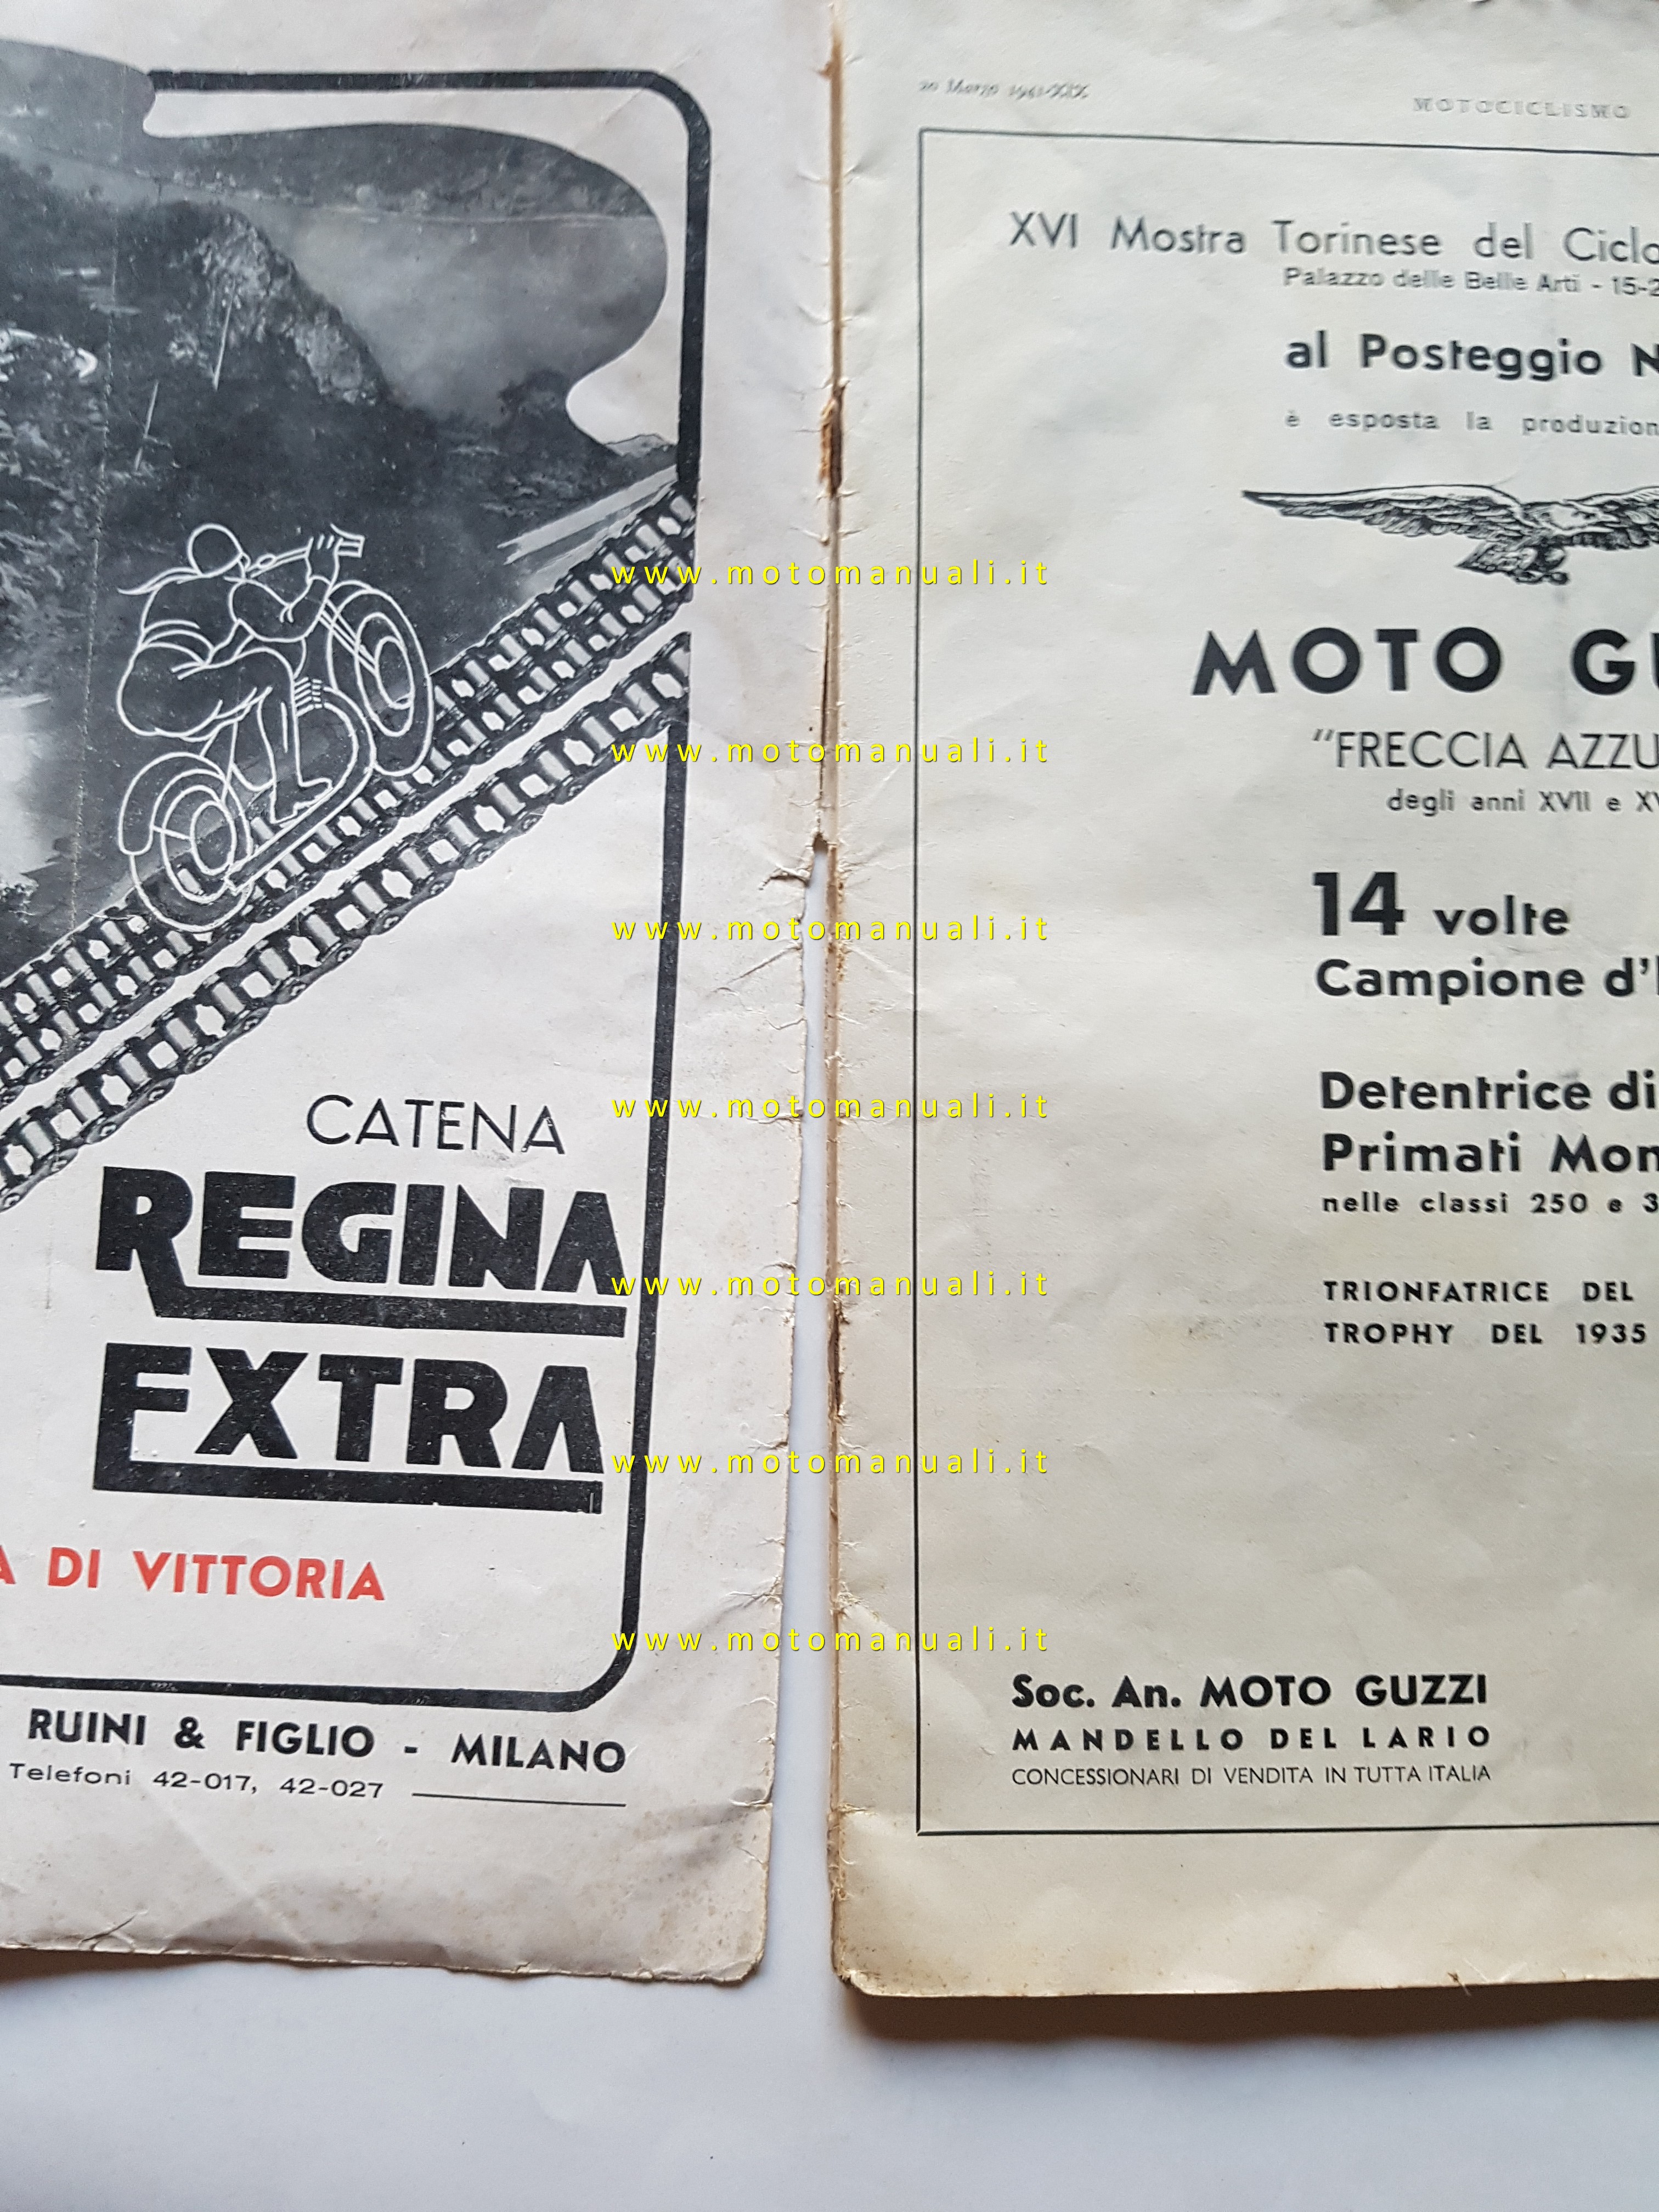 CATENA
REGINA
EXTRA
DI VITTORIA
RUINI & FIGLIO - MILANO
Telefoni 42-017, 42-027
20 Marzo 1941-XIX
MOTOCICLISMO
XVI Mostra Torinese del Ciclo
Palazzo delle Belle Arti - 15-2
al Posteggio N
è esposta la produzion
MOTO GU
"FRECCIA AZZU
degli anni XVII e XV
14 volte
Campione d'I
Detentrice di
Primati Mon
nelle classi 250 e 3
TRIONFATRICE DEL
TROPHY DEL 1935
Soc. An. MOTO GUZZI
MANDELLO DEL LARIO
CONCESSIONARI DI VENDITA IN TUTTA ITALIA
www.motomanuali.it
www.motomanuali.it
www.motomanuali.it
www.motomanuali.it
www.motomanuali.it
www.motomanuali.it
www.motomanuali.it